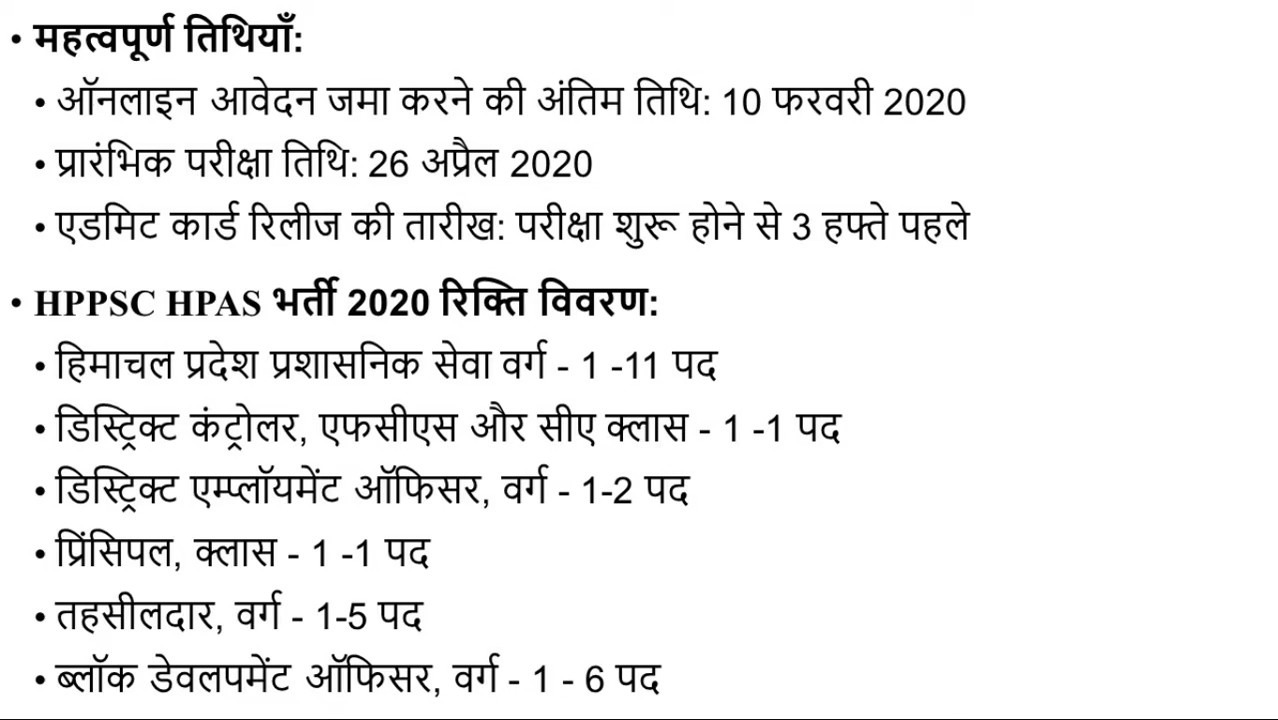 • महत्वपूर्ण तिथियाँ:
• ऑनलाइन आवेदन जमा करने की अंतिम तिथि: 10 फरवरी 2020
• प्रारंभिक परीक्षा तिथि: 26 अप्रैल 2020
• एडमिट कार्ड रिलीज की तारीख: परीक्षा शुरू होने से 3 हफ्ते पहले
• HPPSC HPAS भर्ती 2020 रिक्ति विवरण:
• हिमाचल प्रदेश प्रशासनिक सेवा वर्ग - 1 -11 पद
• डिस्ट्रिक्ट कंट्रोलर, एफसीएस और सीए क्लास - 1 -1 पद
• डिस्ट्रिक्ट एम्प्लॉयमेंट ऑफिसर, वर्ग - 1-2 पद
• प्रिंसिपल, क्लास - 1 -1 पद
• तहसीलदार, वर्ग - 1-5 पद
• ब्लॉक डेवलपमेंट ऑफिसर, वर्ग - 1 - 6 पद